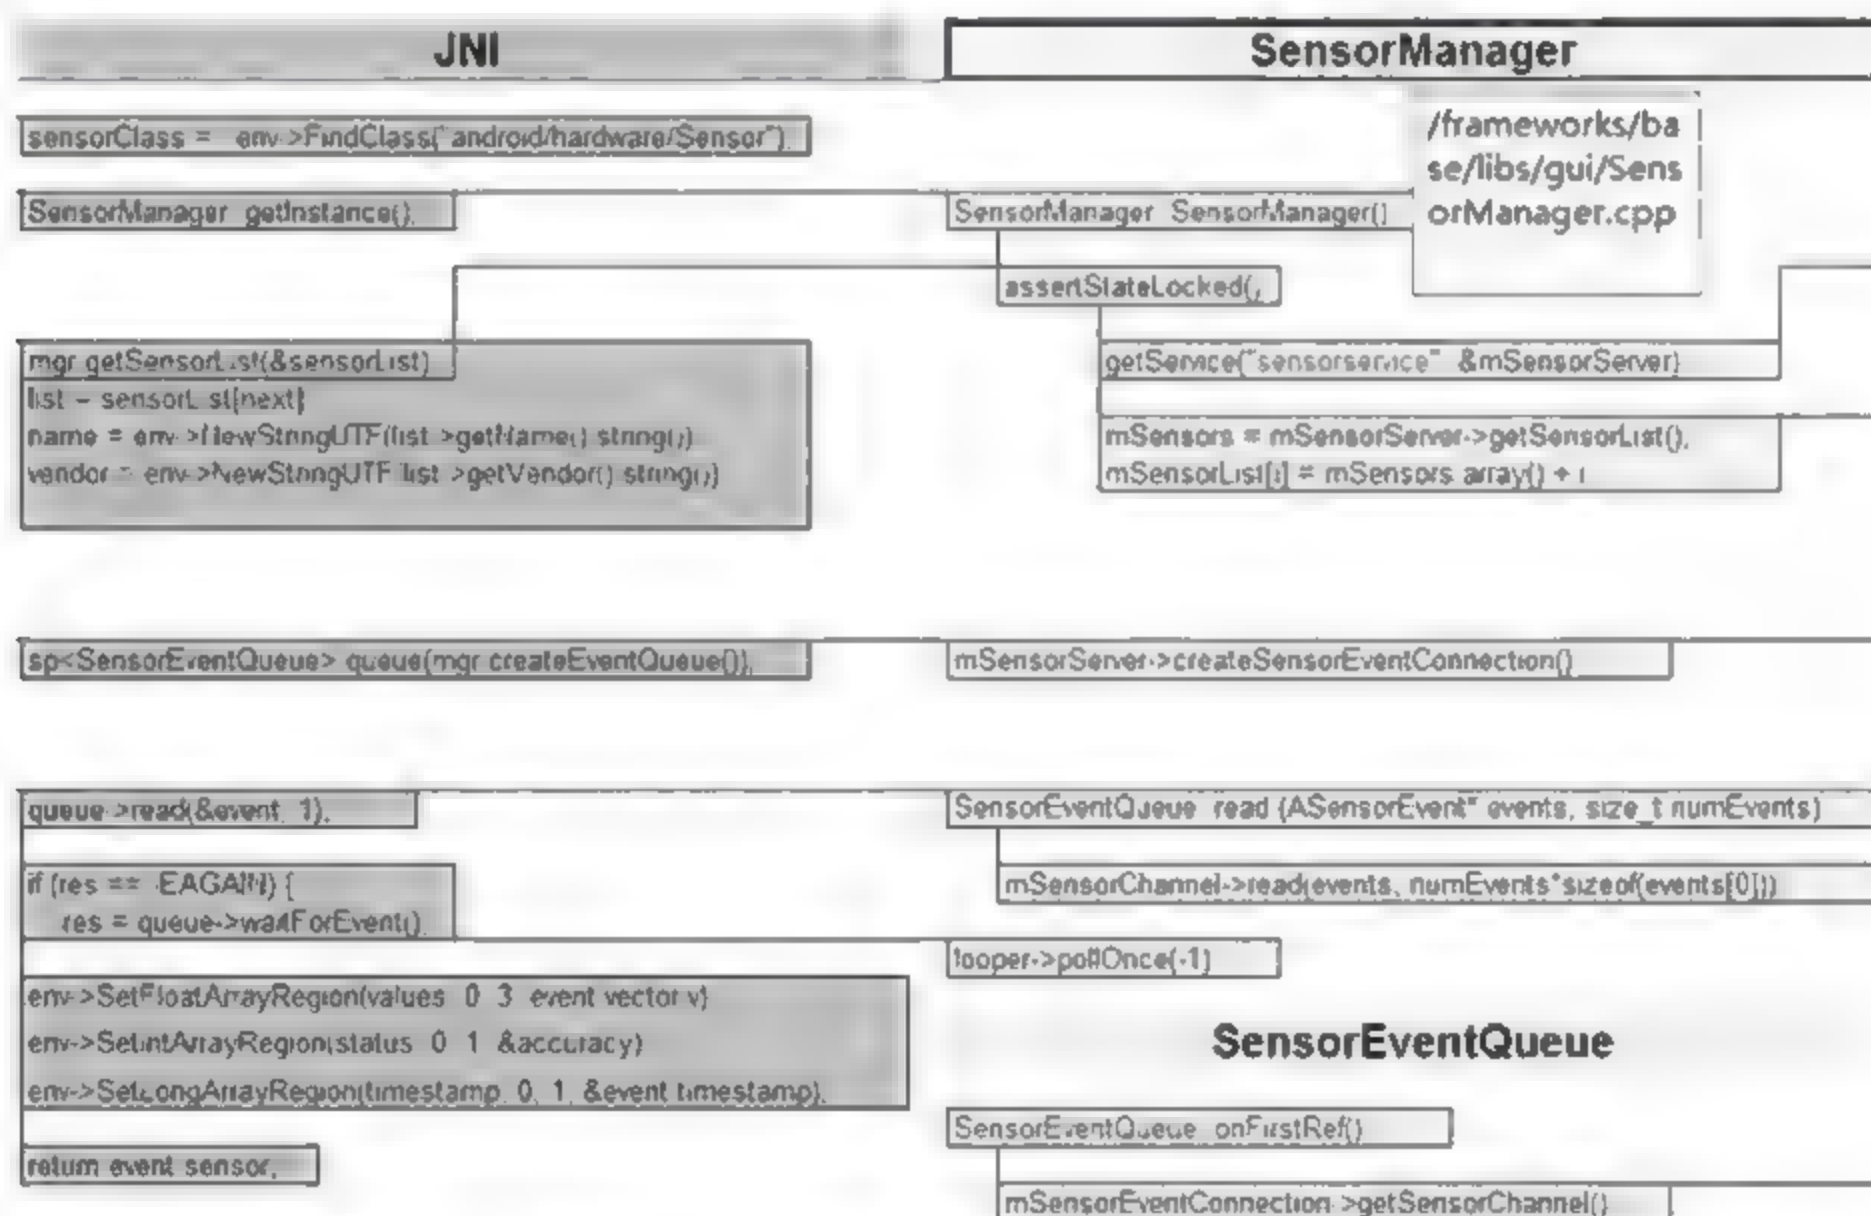 JNI
SensorManager
sensorClass = env->FindClass("android/hardware/Sensor")
/frameworks/ba
se/libs/gui/Sens
orManager.cpp
SensorManager getInstance(),
SensorManager SensorManager()
assertStateLocked(,
mgr getSensorList(&sensorList)
list = sensorList[next]
name = env->NewStringUTF(list->getName() string())
vendor = env->NewStringUTF(list->getVendor() string())
getService("sensorservice" &mSensorServer)
mSensors = mSensorServer->getSensorList(),
mSensorList[i] = mSensors array() + i
sp<SensorEventQueue> queue(mgr createEventQueue()),
mSensorServer->createSensorEventConnection()
queue->read(&event, 1),
SensorEventQueue read (ASensorEvent* events, size_t numEvents)
if (res == -EAGAIN) {
res = queue->waitForEvent(),
mSensorChannel->read(events, numEvents*sizeof(events[0]))
looper->pollOnce(-1)
env->SetFloatArrayRegion(values 0 3 event vector v)
env->SetIntArrayRegion(status 0 1 &accuracy)
env->SetLongArrayRegion(timestamp, 0, 1, &event timestamp),
SensorEventQueue
SensorEventQueue onFirstRef()
return event sensor,
mSensorEventConnection->getSensorChannel()